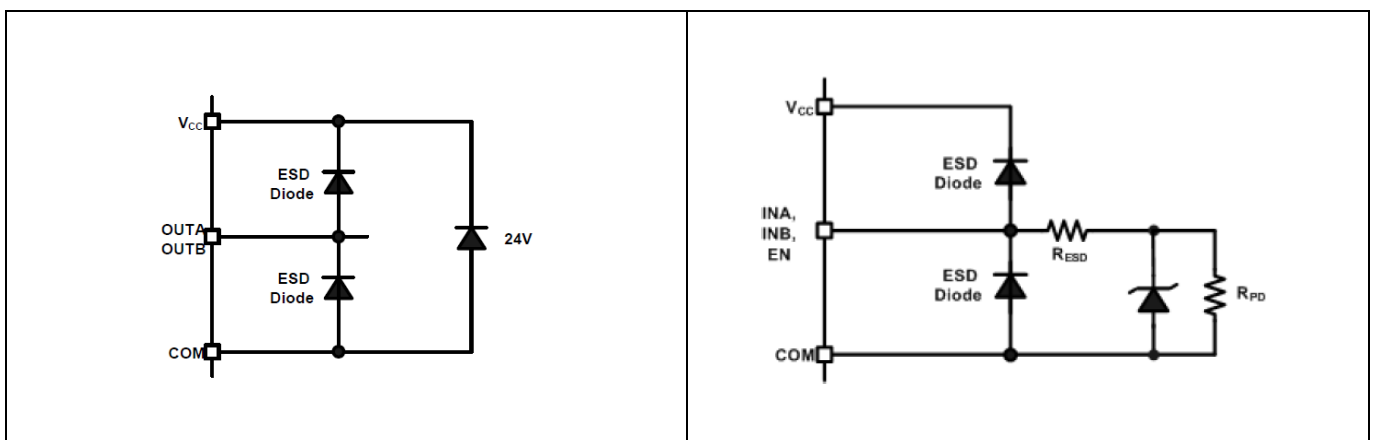 VCC
ESD
Diode
OUTA
OUTB
24V
ESD
Diode
COM
VCC
ESD
Diode
INA,
INB,
EN
RESD
ESD
Diode
RPD
COM